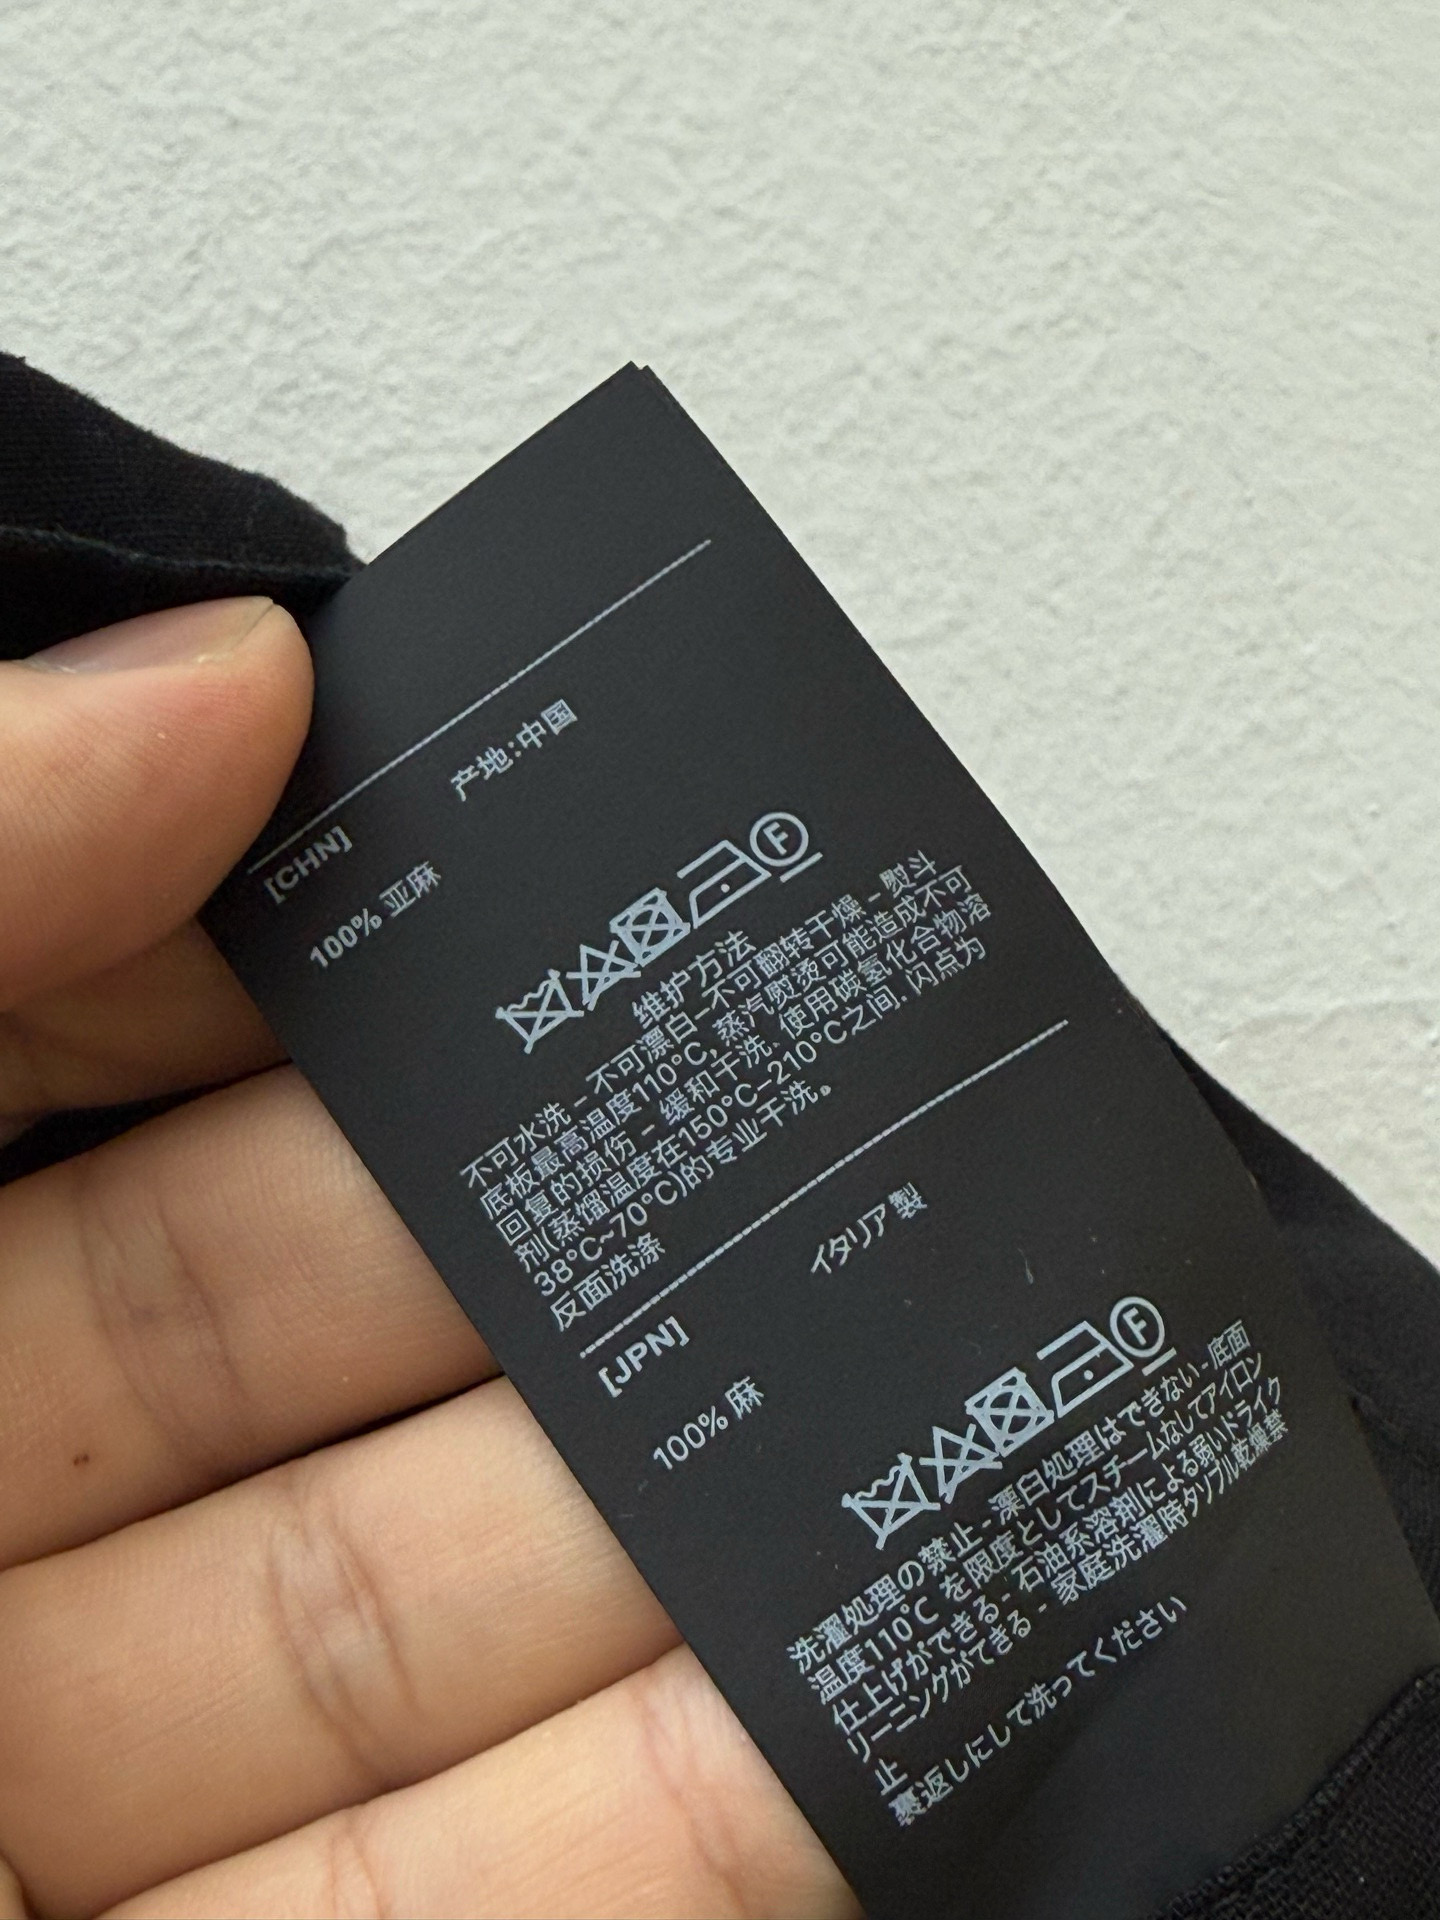 产地:中国
[CHN]
100% 亚麻
F
维护方法
不可水洗 - 不可漂白 - 不可翻转干燥 - 熨斗
底板最高温度110°C, 蒸汽熨烫可能造成不可
回复的损伤 - 缓和干洗, 使用碳氢化合物溶
剂(蒸馏温度在150°C-210°C之间, 闪点为
38°C~70°C)的专业干洗。
反面洗涤
イタリア 製
[JPN]
100% 麻
F
洗濯処理の禁止 - 漂白処理はできない - 底面
温度110℃ を限度としてスチームなしてアイロン
仕上げができる - 石油系溶剤による弱いドライク
リーニングができる - 家庭洗濯時タンブル乾燥禁
止
裏返しにして洗ってください